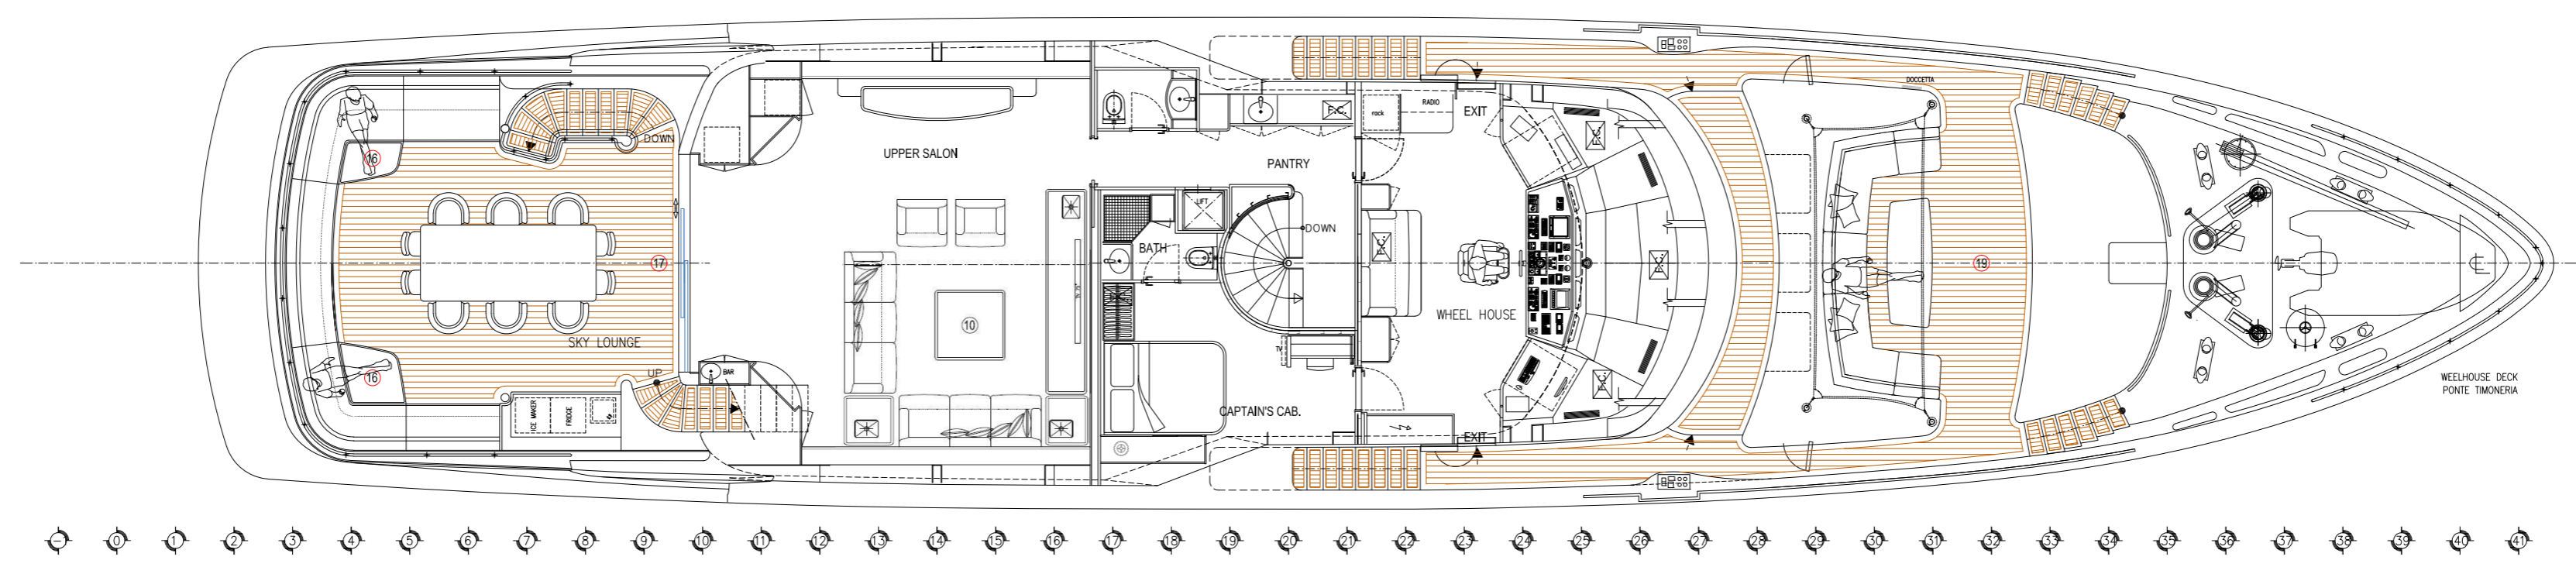 DOCCETTA
RADIO
rack
E.C.
EXIT
E.C.
16
DOWN
UPPER SALON
PANTRY
LIFT
DOWN
BATH
E.C.
E.C.
17
19
WHEEL HOUSE
10
SKY LOUNGE
TV
UP
BAR
16
E.C.
WEELHOUSE DECK
PONTE TIMONERIA
ICE MAKER
FRIDGE
CAPTAIN'S CAB.
EXIT
0 1 2 3 4 5 6 7 8 9 10 11 12 13 14 15 16 17 18 19 20 21 22 23 24 25 26 27 28 29 30 31 32 33 34 35 36 37 38 39 40 41